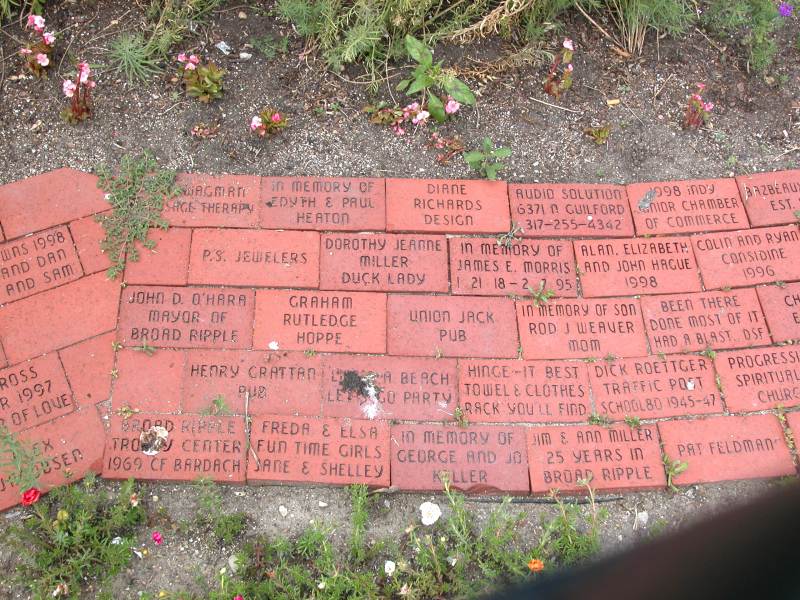 WAGMAN
MASSAGE THERAPY
IN MEMORY OF
EDYTH & PAUL
HEATON
DIANE
RICHARDS
DESIGN
AUDIO SOLUTION
6371 N GUILFORD
317-255-4342
1998 INDY
JUNIOR CHAMBER
OF COMMERCE
BAZBEAU
EST.
WNS 1998
AND DAN
AND SAM
P.S. JEWELERS
DOROTHY JEANNE
MILLER
DUCK LADY
IN MEMORY OF
JAMES E. MORRIS
ALAN, ELIZABETH
AND JOHN HAGUE
1998
COLIN AND RYAN
CONSIDINE
1996
JOHN D. O'HARA
MAYOR OF
BROAD RIPPLE
GRAHAM
RUTLEDGE
HOPPE
UNION JACK
PUB
IN MEMORY OF SON
ROD J WEAVER
MOM
BEEN THERE
DONE MOST OF IT
HAD A BLAST DSF
ROSS
1997
OF LOVE
HENRY GRATTAN
PUB
BEACH
PARTY
HINGE-IT BEST
TOWEL & CLOTHES
RACK YOU'LL FIND
DICK ROETTGER
TRAFFIC POST
SCHOOL80 1945-47
PROGRESSI
SPIRITUAL
CHURC
BROAD RIPPLE
TROPHY CENTER
1969 CF BARDACH
FREDA & ELSA
FUN TIME GIRLS
JANE & SHELLEY
IN MEMORY OF
GEORGE AND JO
KELLER
JIM & ANN MILLER
25 YEARS IN
BROAD RIPPLE
PAT FELDMAN